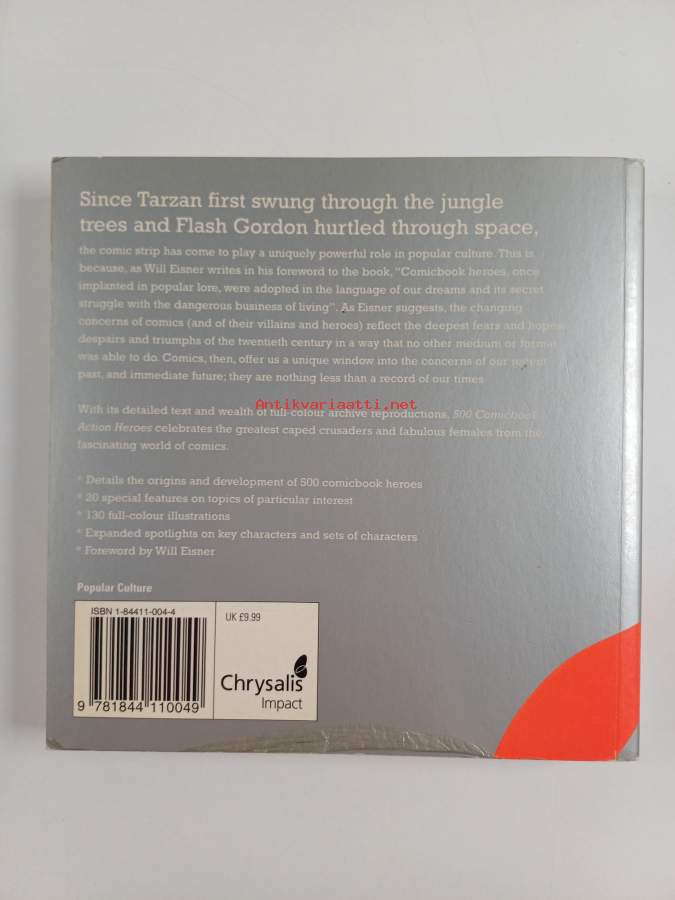 Since Tarzan first swung through the jungle
trees and Flash Gordon hurtled through space,
the comic strip has come to play a uniquely powerful role in popular culture. This is
because, as Will Eisner writes in his foreword to the book, "Comicbook heroes, once
implanted in popular lore, were adopted in the language of our dreams and its secret
struggle with the dangerous business of living". As Eisner suggests, the changing
concerns of comics (and of their villains and heroes) reflect the deepest fears and hopes,
despairs and triumphs of the twentieth century in a way that no other medium or format
was able to do. Comics, then, offer us a unique window into the concerns of our recent
past, and immediate future; they are nothing less than a record of our times.
Antikvariaatti.net
With its detailed text and wealth of full-colour archive reproductions, 500 Comicbook
Action Heroes celebrates the greatest caped crusaders and fabulous females from the
fascinating world of comics.
* Details the origins and development of 500 comicbook heroes
* 20 special features on topics of particular interest
* 130 full-colour illustrations
* Expanded spotlights on key characters and sets of characters
* Foreword by Will Eisner
Popular Culture
ISBN 1-84411-004-4
UK £9.99
Chrysalis
Impact
9 781844 110049